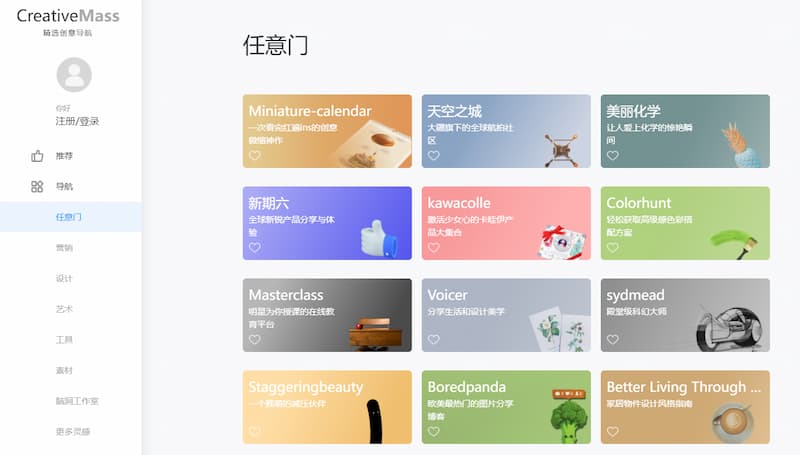 CreativeMass
精选创意导航
你好
注册/登录
推荐
导航
任意门
营销
设计
艺术
工具
素材
脑洞工作室
更多灵感
任意门
Miniature-calendar
一次看完红遍ins的创意
微缩神作
天空之城
大疆旗下的全球航拍社
区
美丽化学
让人爱上化学的惊艳瞬
间
新期六
全球新锐产品分享与体
验
kawacolle
激活少女心的卡哇伊产
品大集合
Colorhunt
轻松获取高级感色彩搭
配方案
Masterclass
明星为你授课的在线教
育平台
Voicer
分享生活和设计美学
sydmead
殿堂级科幻大师
Staggeringbeauty
一个魔萌的减压伙伴
Boredpanda
欧美最热门的图片分享
博客
Better Living Through ...
家居物件设计风格指南